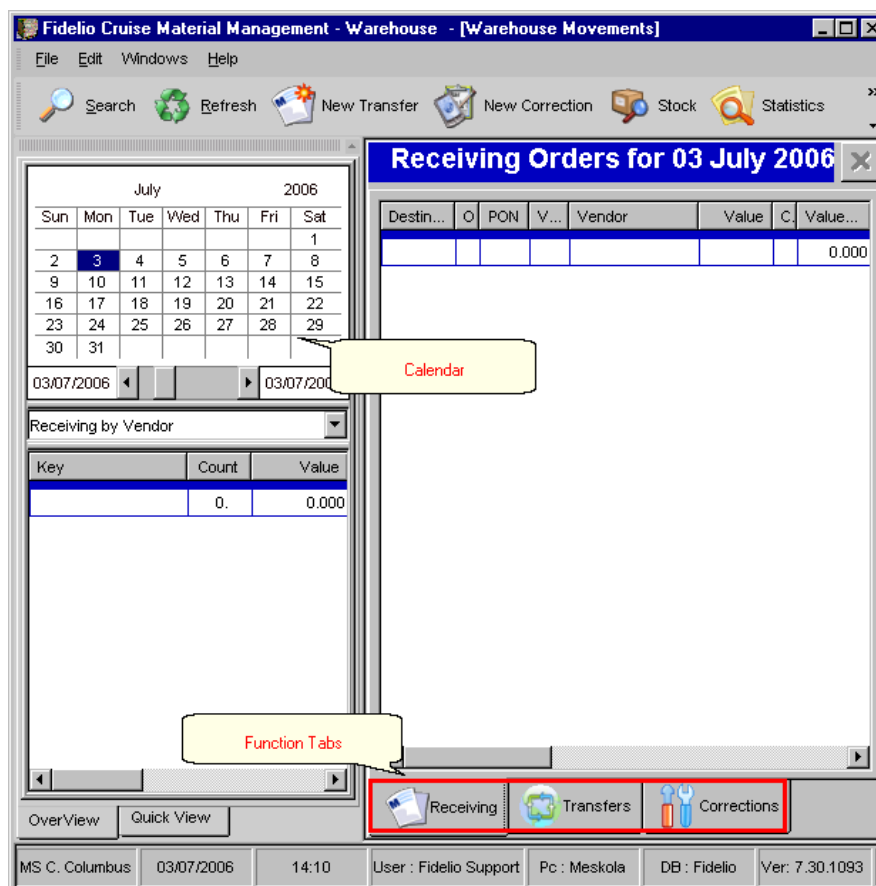 Fidelio Cruise Material Management - Warehouse - [Warehouse Movements]
File Edit Windows Help
Search Refresh New Transfer New Correction Stock Statistics »
Receiving Orders for 03 July 2006
July 2006
Sun Mon Tue Wed Thu Fri Sat
1
2 3 4 5 6 7 8
9 10 11 12 13 14 15
16 17 18 19 20 21 22
23 24 25 26 27 28 29
30 31
03/07/2006 03/07/200
Calendar
Destin... O PON V... Vendor Value C. Value...
0.000
Receiving by Vendor
Key Count Value
0. 0.000
Function Tabs
OverView Quick View
Receiving Transfers Corrections
MS C. Columbus 03/07/2006 14:10 User : Fidelio Support Pc : Meskola DB : Fidelio Ver: 7.30.1093